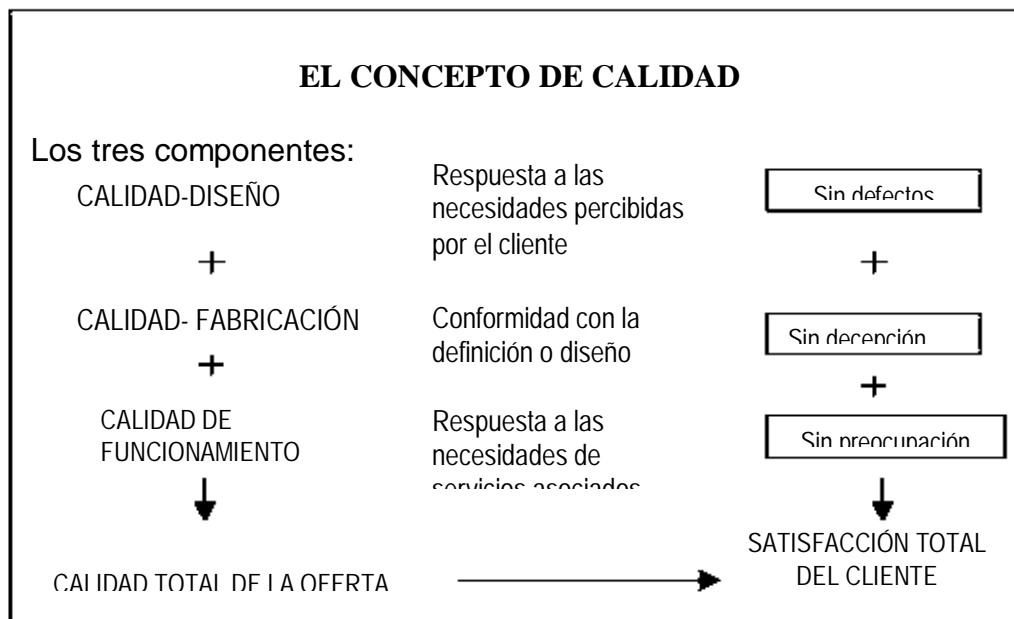 EL CONCEPTO DE CALIDAD
Los tres componentes:
CALIDAD-DISEÑO
Respuesta a las
necesidades percibidas
por el cliente
Sin defectos
+
+
CALIDAD- FABRICACIÓN
Conformidad con la
definición o diseño
Sin decepción
+
+
CALIDAD DE
FUNCIONAMIENTO
Respuesta a las
necesidades de
servicios asociados
Sin preocupación
CALIDAD TOTAL DE LA OFERTA
SATISFACCIÓN TOTAL
DEL CLIENTE